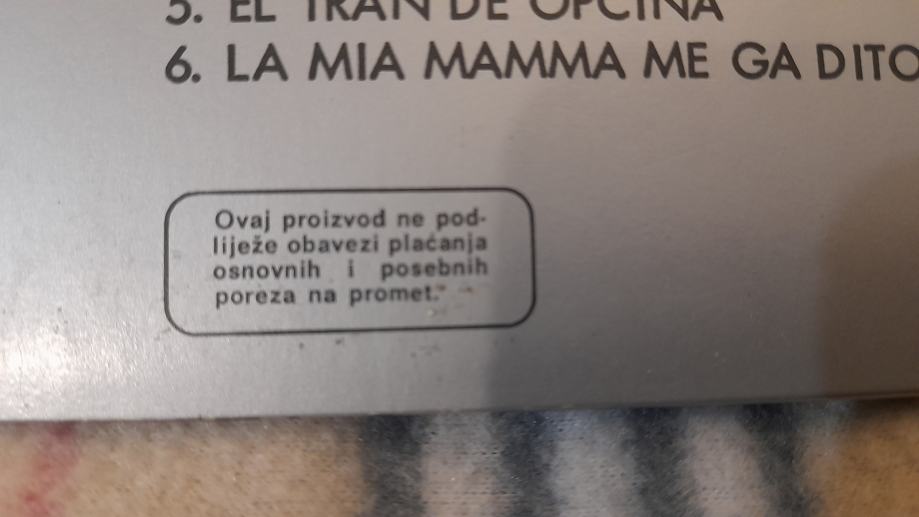 5. EL TRAN DE OPCINA
6. LA MIA MAMMA ME GA DITO
Ovaj proizvod ne pod-
liježe obavezi plaćanja
osnovnih i posebnih
poreza na promet."